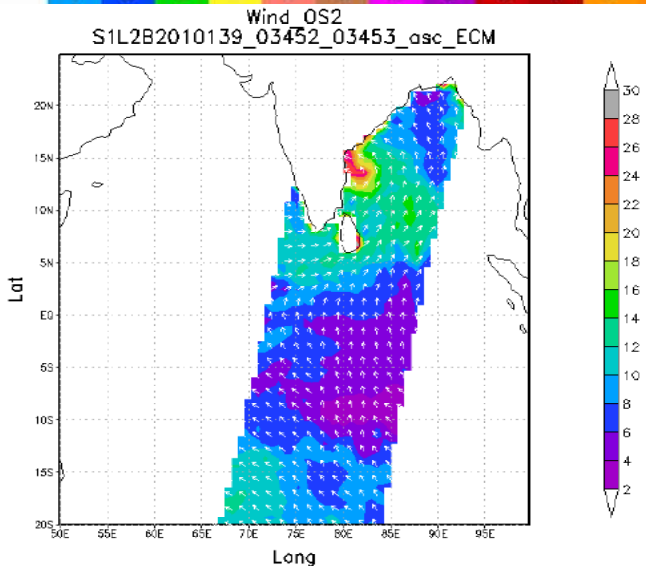 Wind_OS2
S1L2B2010139_03452_03453_asc_ECM
20N
15N
10N
5N
EQ
5S
10S
15S
20S
Lat
50E 55E 60E 65E 70E 75E 80E 85E 90E 95E
Long
30
28
26
24
22
20
18
16
14
12
10
8
6
4
2